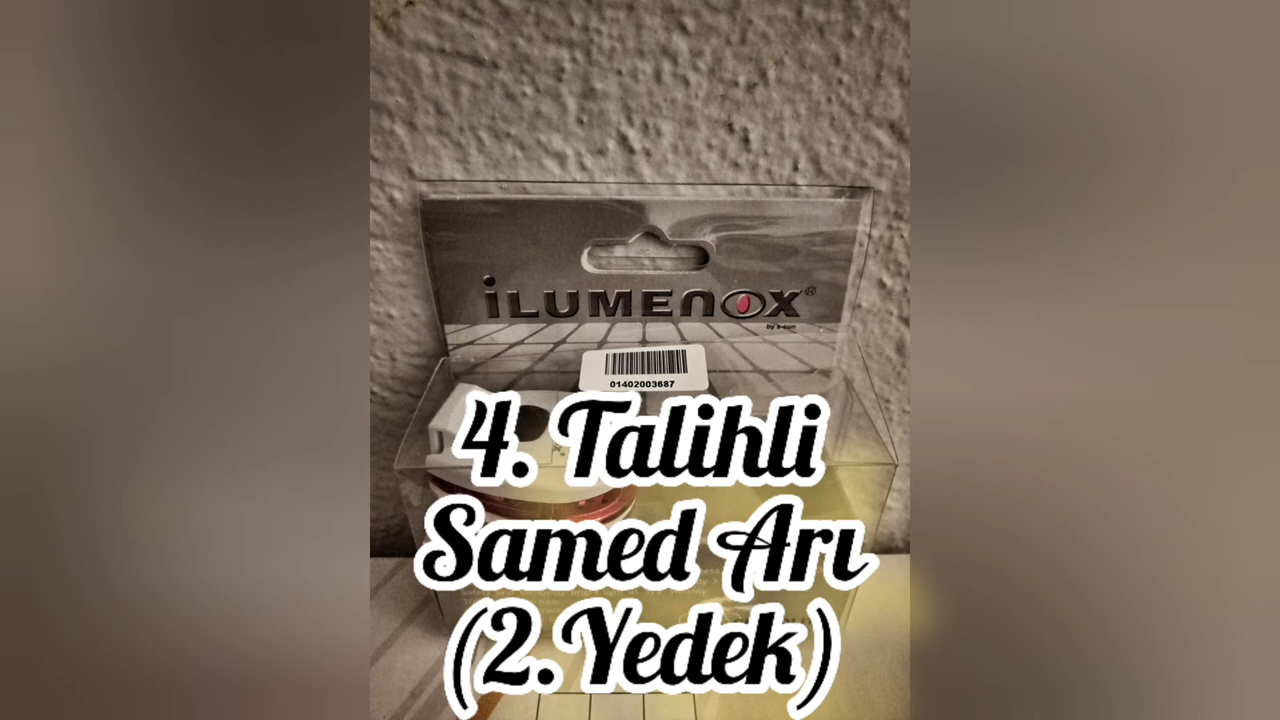 iLUMENOX®
by s-sun
01402003687
4. Talihli
Samed Arı
(2.Yedek)